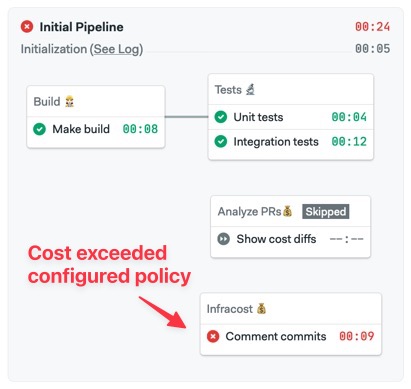 Initial Pipeline 00:24
Initialization (See Log) 00:05
Build
Make build 00:08
Tests
Unit tests 00:04
Integration tests 00:12
Analyze PRs Skipped
Show cost diffs --:--
Cost exceeded
configured policy
Infracost
Comment commits 00:09